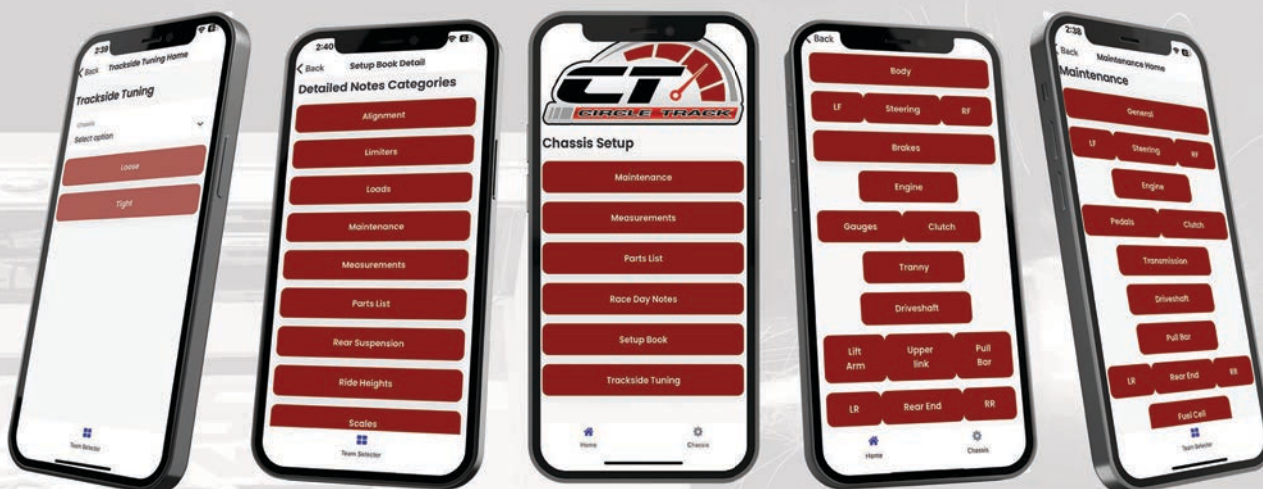 2:39
Back
Trackside Tuning Home
Trackside Tuning
Chassis
Select option
Loose
Tight
Team Selector
2:40
Back
Setup Book Detail
Detailed Notes Categories
Alignment
Limiters
Loads
Maintenance
Measurements
Parts List
Rear Suspension
Ride Heights
Scales
Team Selector
CT
CIRCLE TRACK
Chassis Setup
Maintenance
Measurements
Parts List
Race Day Notes
Setup Book
Trackside Tuning
Home
Chassis
Back
Body
LF
Steering
RF
Brakes
Engine
Gauges
Clutch
Tranny
Driveshaft
Lift
Arm
Upper
link
Pull
Bar
LR
Rear End
RR
Home
Chassis
2:38
Back
Maintenance Home
Maintenance
General
LF
Steering
RF
Engine
Pedals
Clutch
Transmission
Driveshaft
Pull Bar
LR
Rear End
RR
Fuel Cell
Team Selector